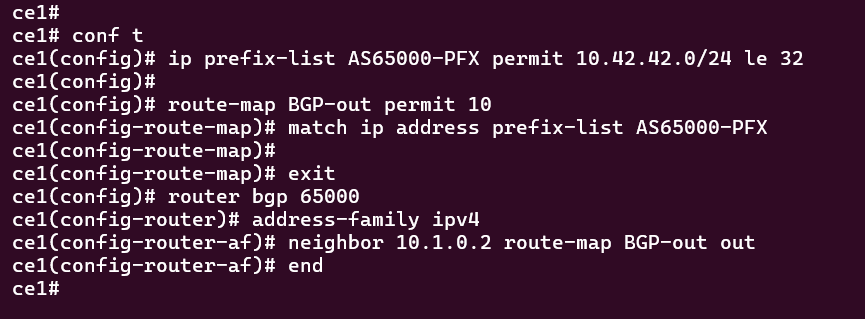 ce1#
ce1# conf t
ce1(config)# ip prefix-list AS65000-PFX permit 10.42.42.0/24 le 32
ce1(config)#
ce1(config)# route-map BGP-out permit 10
ce1(config-route-map)# match ip address prefix-list AS65000-PFX
ce1(config-route-map)#
ce1(config-route-map)# exit
ce1(config)# router bgp 65000
ce1(config-router)# address-family ipv4
ce1(config-router-af)# neighbor 10.1.0.2 route-map BGP-out out
ce1(config-router-af)# end
ce1#